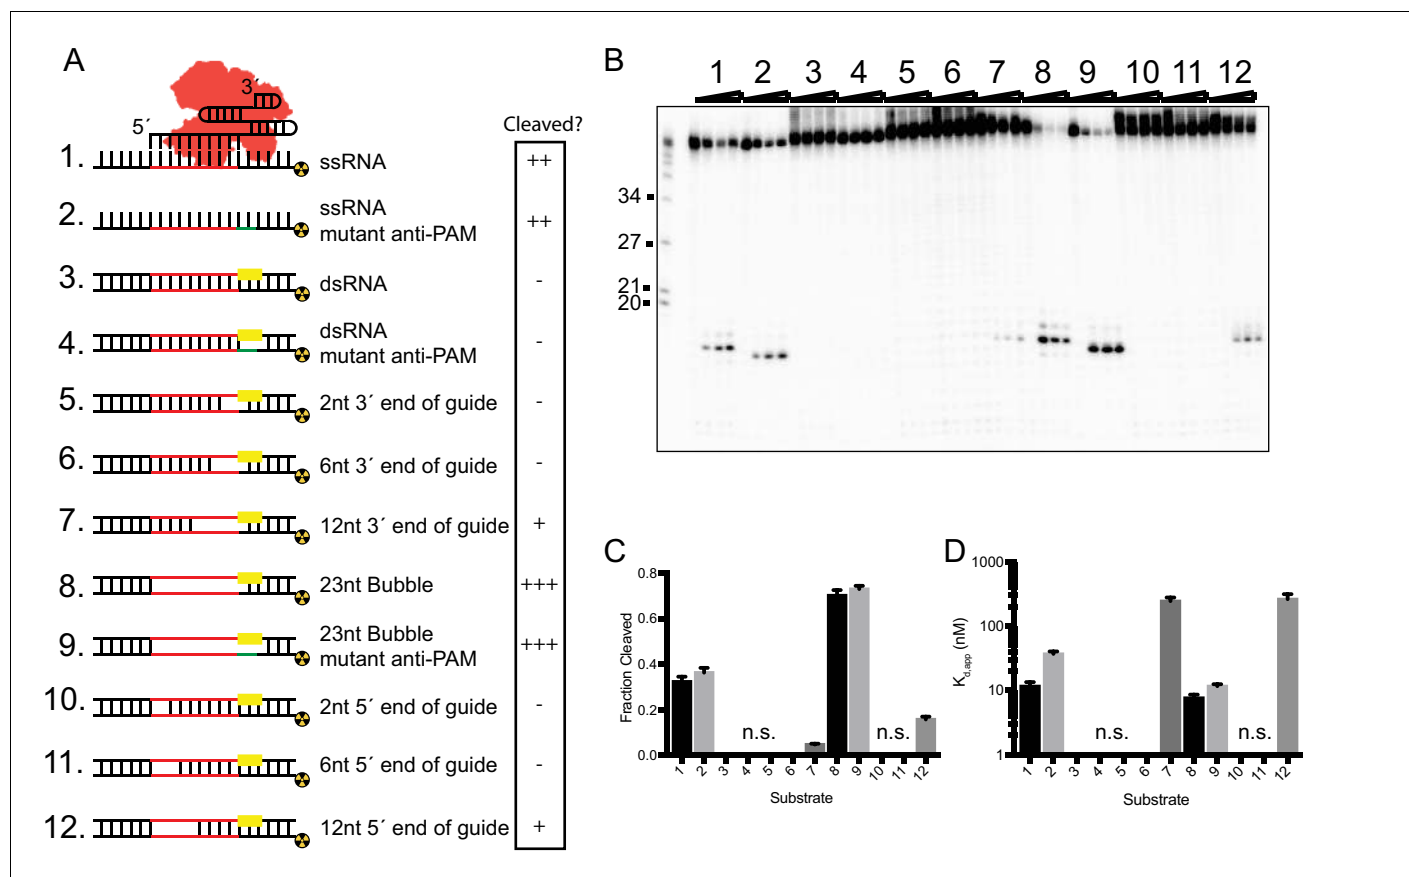 A
3´
5´
Cleaved?
1.
ssRNA
++
2.
ssRNA
mutant anti-PAM
++
3.
dsRNA
-
4.
dsRNA
mutant anti-PAM
-
5.
2nt 3´ end of guide
-
6.
6nt 3´ end of guide
-
7.
12nt 3´ end of guide
+
8.
23nt Bubble
+++
9.
23nt Bubble
mutant anti-PAM
+++
10.
2nt 5´ end of guide
-
11.
6nt 5´ end of guide
-
12.
12nt 5´ end of guide
+
B
1 2 3 4 5 6 7 8 9 10 11 12
34
27
21
20
C
Fraction Cleaved
0.8
0.6
0.4
0.2
0.0
n.s.
n.s.
1 2 3 4 5 6 7 8 9 10 11 12
Substrate
D
Kd,app (nM)
1000
100
10
1
n.s.
n.s.
1 2 3 4 5 6 7 8 9 10 11 12
Substrate